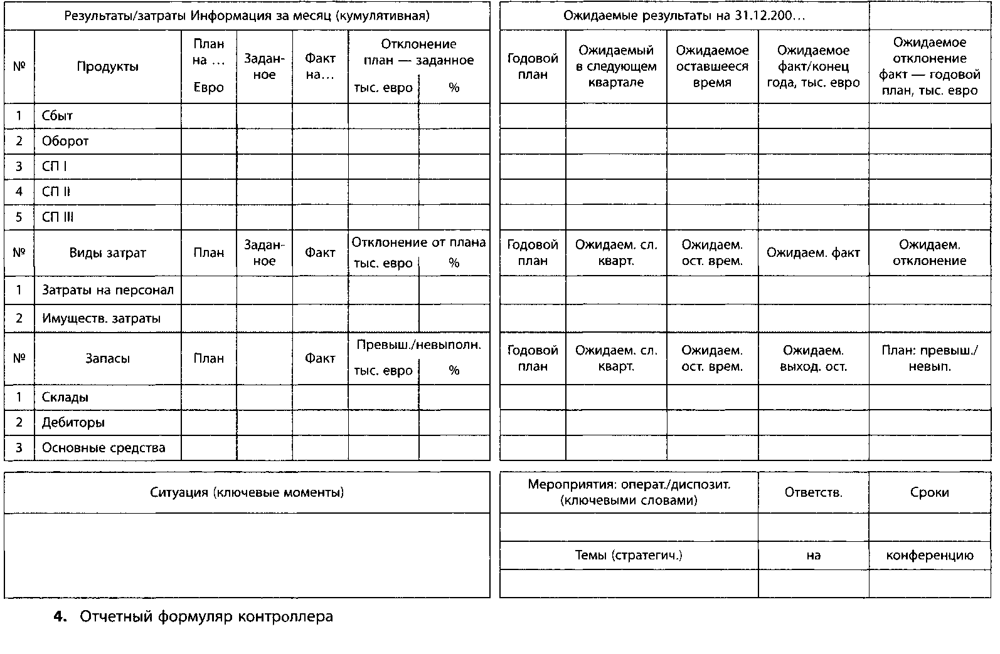 Результаты/затраты Информация за месяц (кумулятивная)
Ожидаемые результаты на 31.12.200...
№
Продукты
План
на ...
Евро
Задан-
ное
Факт
на...
Отклонение
план — заданное
тыс. евро
%
Годовой
план
Ожидаемый
в следующем
квартале
Ожидаемое
оставшееся
время
Ожидаемое
факт/конец
года, тыс. евро
Ожидаемое
отклонение
факт — годовой
план, тыс. евро
1 Сбыт
2 Оборот
3 СП I
4 СП II
5 СП III
№
Виды затрат
План
Задан-
ное
Факт
Отклонение от плана
тыс. евро
%
Годовой
план
Ожидаем. сл.
кварт.
Ожидаем.
ост. врем.
Ожидаем. факт
Ожидаем.
отклонение
1 Затраты на персонал
2 Имуществ. затраты
№
Запасы
План
Факт
Превыш./невыполн.
тыс. евро
%
Годовой
план
Ожидаем. сл.
кварт.
Ожидаем.
ост. врем.
Ожидаем.
выход. ост.
План: превыш./
невып.
1 Склады
2 Дебиторы
3 Основные средства
Ситуация (ключевые моменты)
Мероприятия: операт./диспозит.
(ключевыми словами)
Ответств.
Сроки
Темы (стратегич.)
на
конференцию
4. Отчетный формуляр контроллера